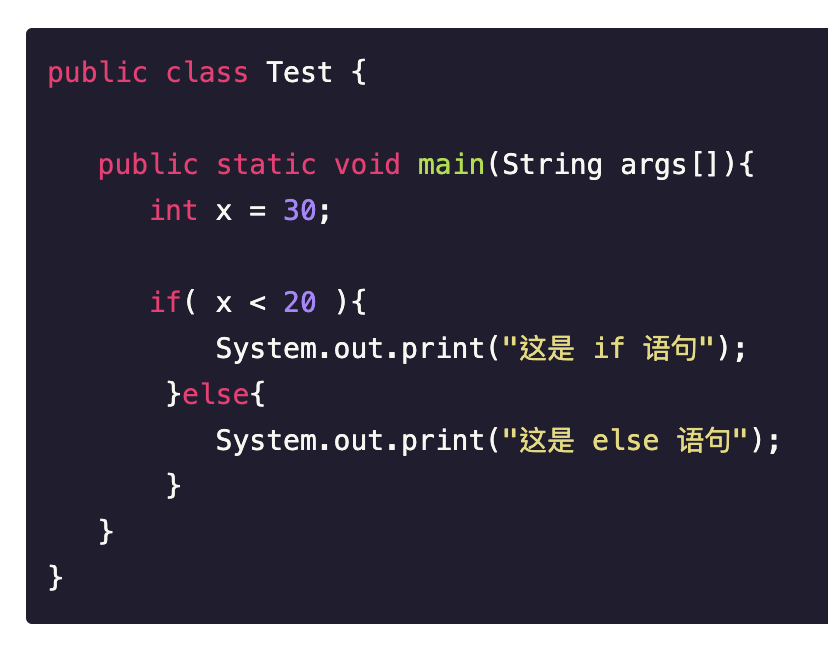 public class Test {
public static void main(String args[]){
int x = 30;
if( x < 20 ){
System.out.print("这是 if 语句");
}else{
System.out.print("这是 else 语句");
}
}
}